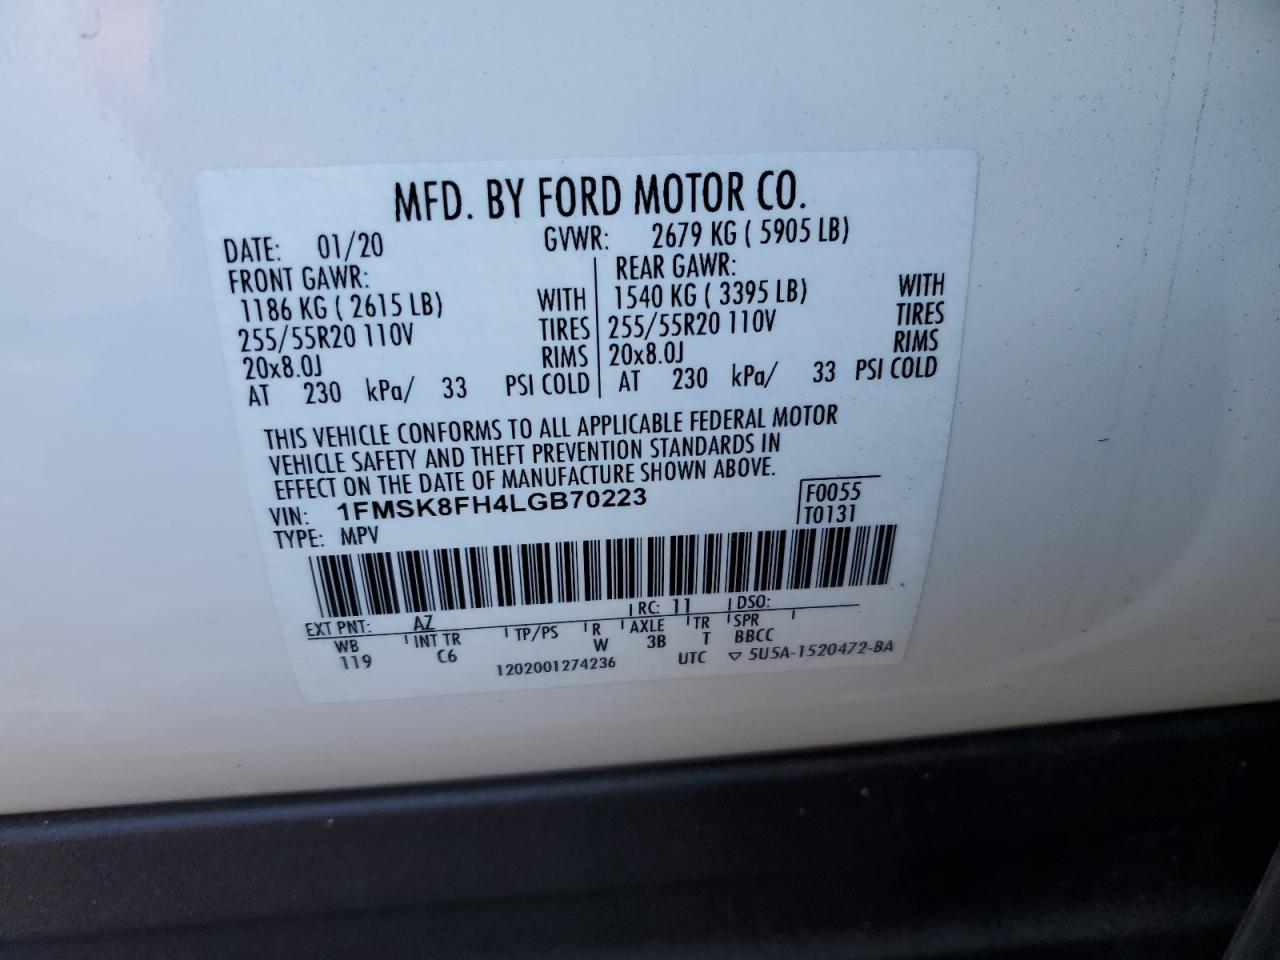 MFD. BY FORD MOTOR CO.
DATE: 01/20 GVWR: 2679 KG ( 5905 LB)
FRONT GAWR: REAR GAWR:
1186 KG ( 2615 LB) WITH 1540 KG ( 3395 LB) WITH
255/55R20 110V TIRES 255/55R20 110V TIRES
20x8.0J RIMS 20x8.0J RIMS
AT 230 kPa/ 33 PSI COLD AT 230 kPa/ 33 PSI COLD
THIS VEHICLE CONFORMS TO ALL APPLICABLE FEDERAL MOTOR
VEHICLE SAFETY AND THEFT PREVENTION STANDARDS IN
EFFECT ON THE DATE OF MANUFACTURE SHOWN ABOVE.
VIN: 1FMSK8FH4LGB70223 F0055
TYPE: MPV T0131
EXT PNT: AZ RC: 11 DSO:
WB INT TR TP/PS R AXLE TR SPR
119 C6 W 3B T BBCC
1202001274236 UTC ▽ 5U5A-1520472-BA